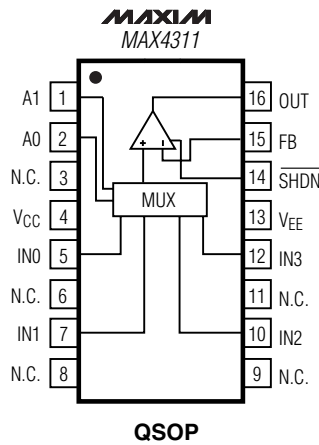 MAXIM
MAX4311
A1 1
A0 2
N.C. 3
VCC 4
IN0 5
N.C. 6
IN1 7
N.C. 8
16 OUT
15 FB
14 SHDN
13 VEE
12 IN3
11 N.C.
10 IN2
9 N.C.
+ -
MUX
QSOP